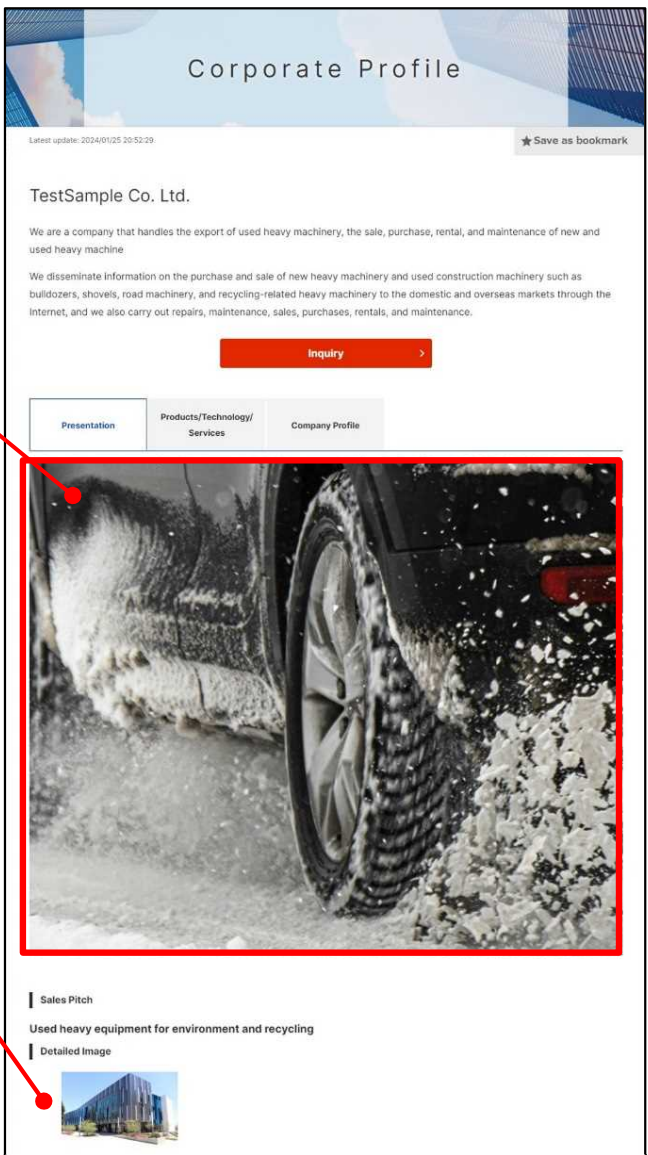 Corporate Profile
Latest update: 2024/01/25 20:52:29
★ Save as bookmark
TestSample Co. Ltd.
We are a company that handles the export of used heavy machinery, the sale, purchase, rental, and maintenance of new and
used heavy machine
We disseminate information on the purchase and sale of new heavy machinery and used construction machinery such as
bulldozers, shovels, road machinery, and recycling-related heavy machinery to the domestic and overseas markets through the
Internet, and we also carry out repairs, maintenance, sales, purchases, rentals, and maintenance.
Inquiry >
Presentation
Products/Technology/
Services
Company Profile
Sales Pitch
Used heavy equipment for environment and recycling
Detailed Image